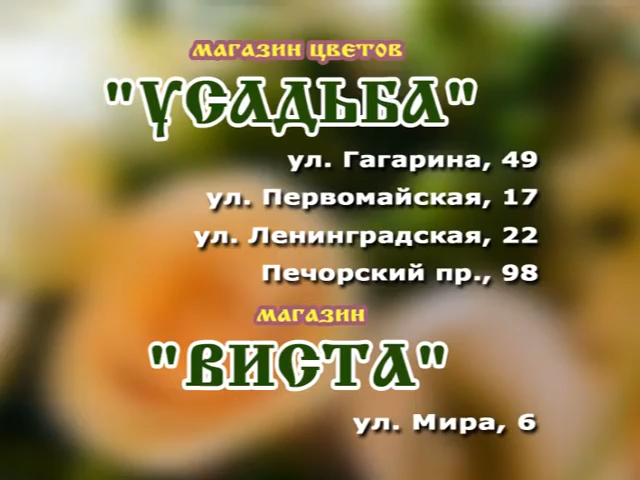 магазин цветов
"УСАДЬБА"
ул. Гагарина, 49
ул. Первомайская, 17
ул. Ленинградская, 22
Печорский пр., 98
магазин
"ВИСТА"
ул. Мира, 6